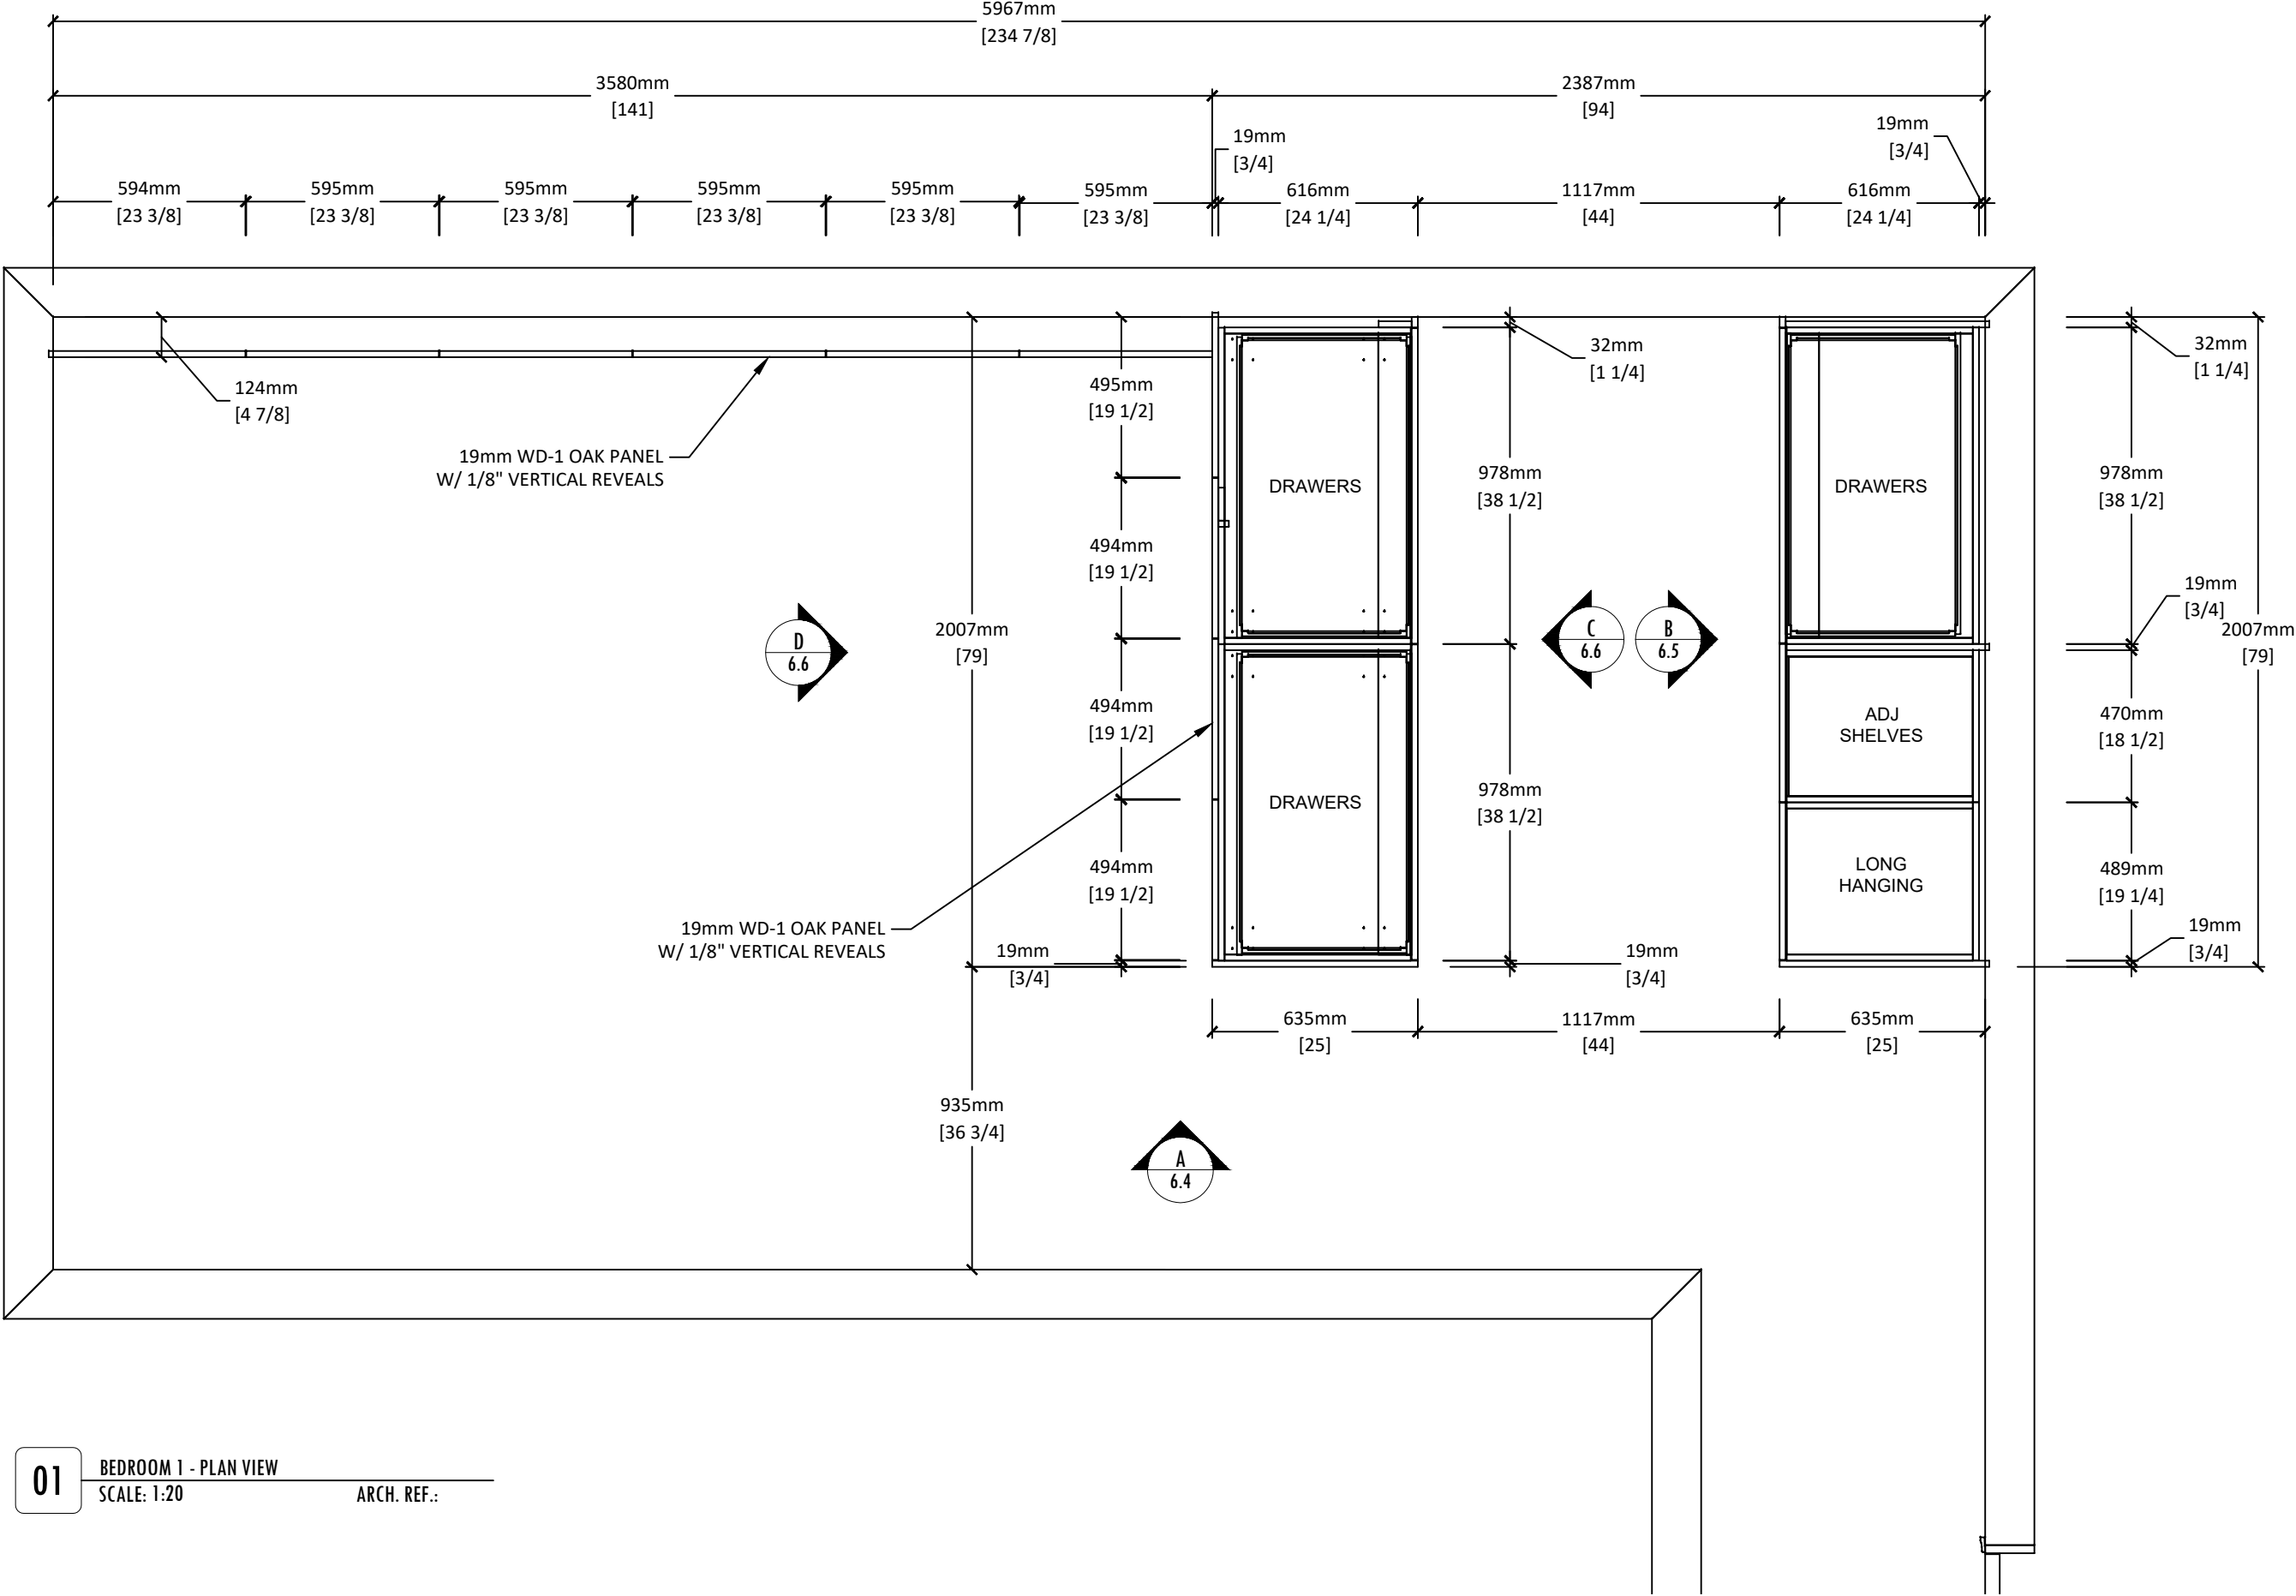 5967mm
[234 7/8]
3580mm
[141]
2387mm
[94]
19mm
[3/4]
19mm
[3/4]
594mm
[23 3/8]
595mm
[23 3/8]
595mm
[23 3/8]
595mm
[23 3/8]
595mm
[23 3/8]
595mm
[23 3/8]
616mm
[24 1/4]
1117mm
[44]
616mm
[24 1/4]
124mm
[4 7/8]
19mm WD-1 OAK PANEL
W/ 1/8" VERTICAL REVEALS
495mm
[19 1/2]
494mm
[19 1/2]
494mm
[19 1/2]
494mm
[19 1/2]
19mm
[3/4]
2007mm
[79]
935mm
[36 3/4]
19mm WD-1 OAK PANEL
W/ 1/8" VERTICAL REVEALS
DRAWERS
DRAWERS
32mm
[1 1/4]
978mm
[38 1/2]
978mm
[38 1/2]
19mm
[3/4]
DRAWERS
ADJ
SHELVES
LONG
HANGING
32mm
[1 1/4]
978mm
[38 1/2]
19mm
[3/4]
2007mm
[79]
470mm
[18 1/2]
489mm
[19 1/4]
19mm
[3/4]
635mm
[25]
1117mm
[44]
635mm
[25]
D
6.6
C
6.6
B
6.5
A
6.4
01
BEDROOM 1 - PLAN VIEW
SCALE: 1:20
ARCH. REF.: